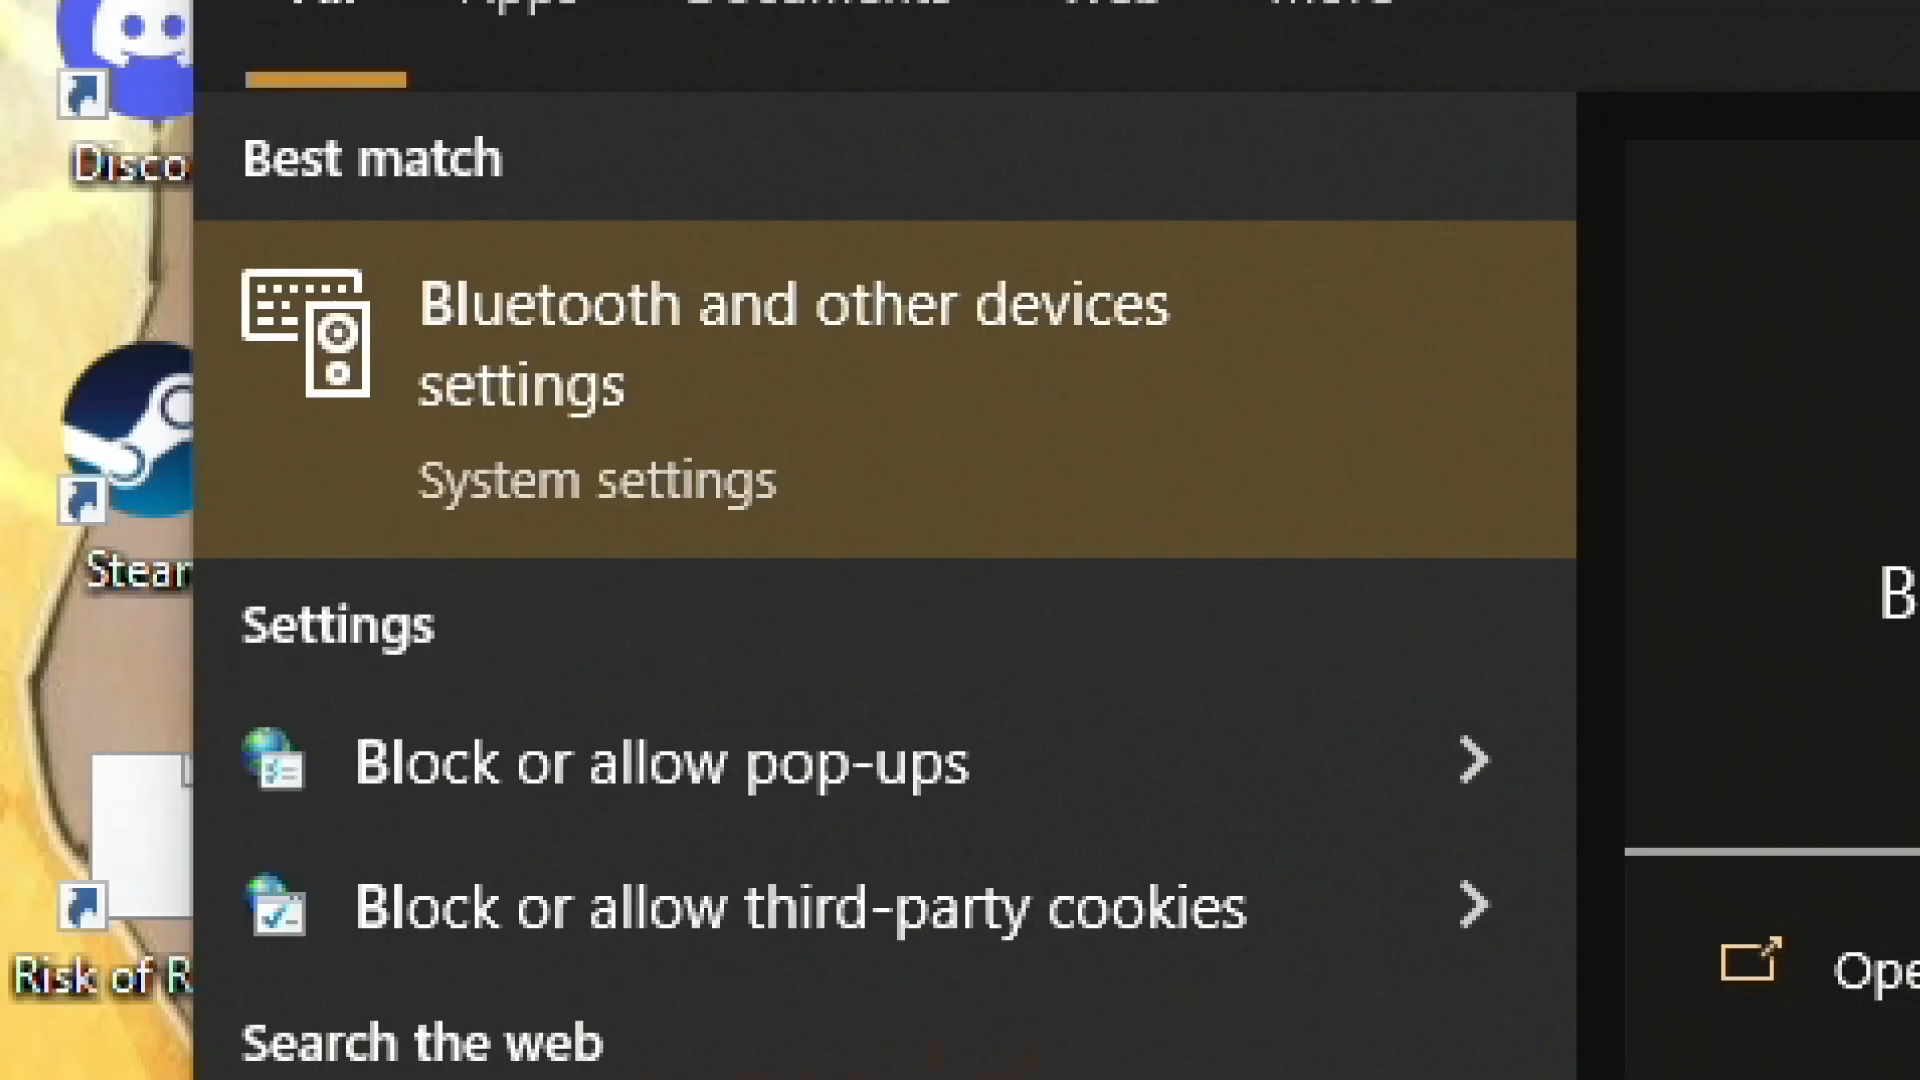 Best match
Bluetooth and other devices
settings
System settings
Settings
Block or allow pop-ups
Block or allow third-party cookies
Search the web
Disco
Stear
Risk of R
B
Ope